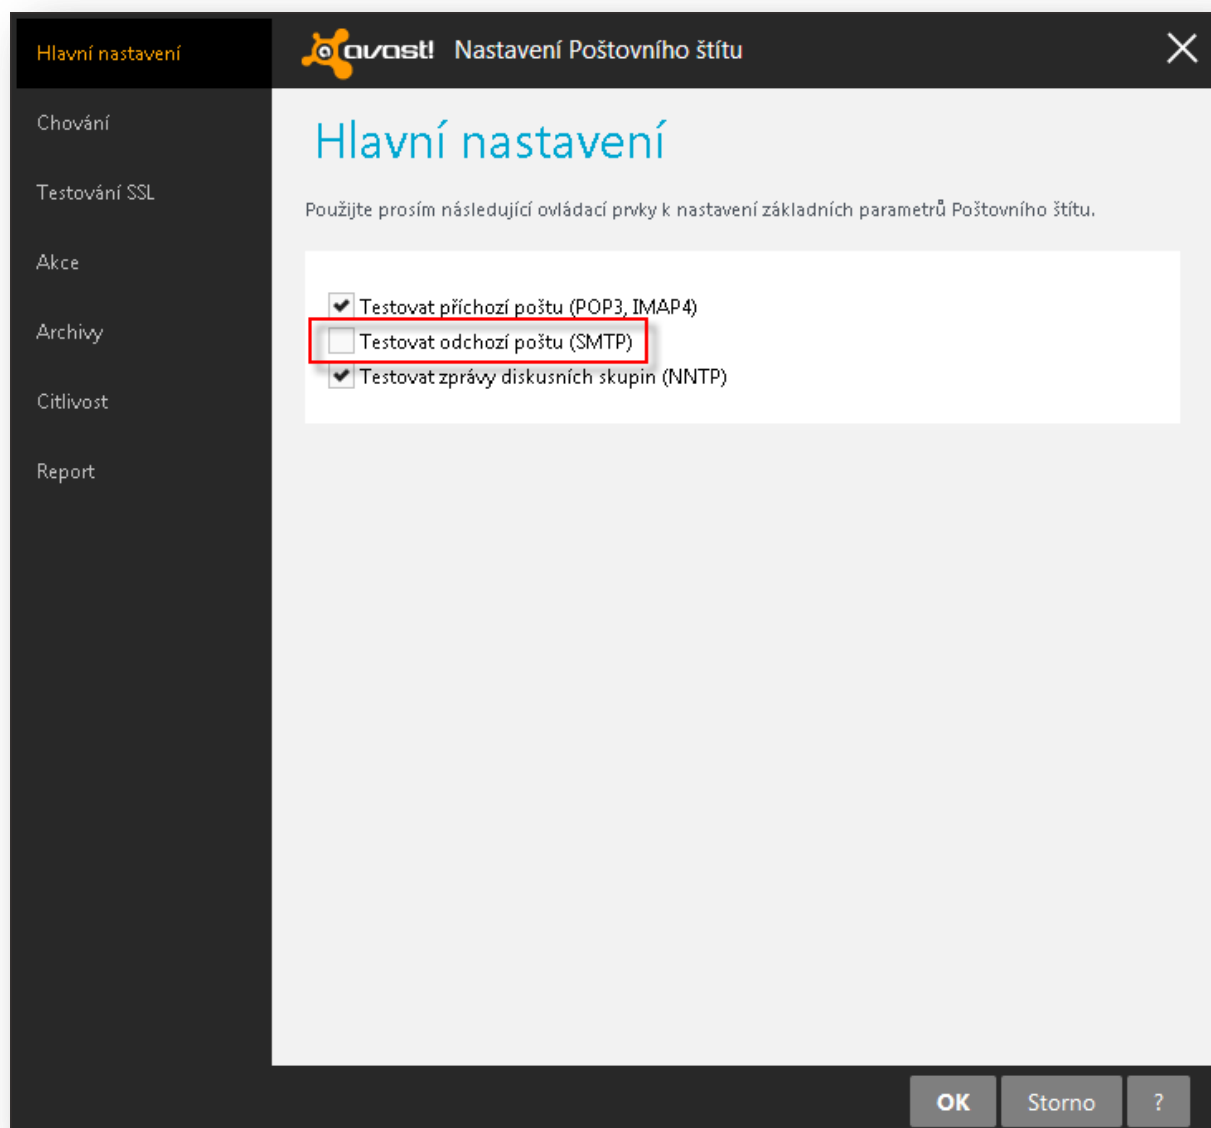 Hlavní nastavení
avast! Nastavení Poštovního štítu
Chování
Testování SSL
Akce
Archivy
Citlivost
Report
Hlavní nastavení
Použijte prosím následující ovládací prvky k nastavení základních parametrů Poštovního štítu.
Testovat příchozí poštu (POP3, IMAP4)
Testovat odchozí poštu (SMTP)
Testovat zprávy diskusních skupin (NNTP)
OK
Storno
?